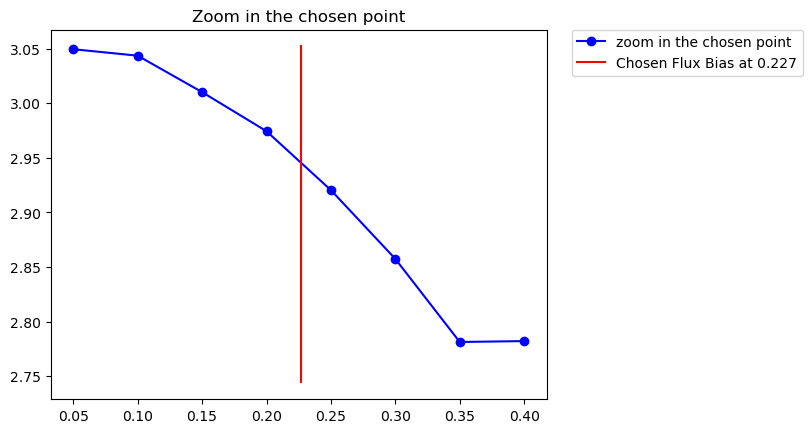 Zoom in the chosen point
zoom in the chosen point
Chosen Flux Bias at 0.227
3.05
3.00
2.95
2.90
2.85
2.80
2.75
0.05 0.10 0.15 0.20 0.25 0.30 0.35 0.40